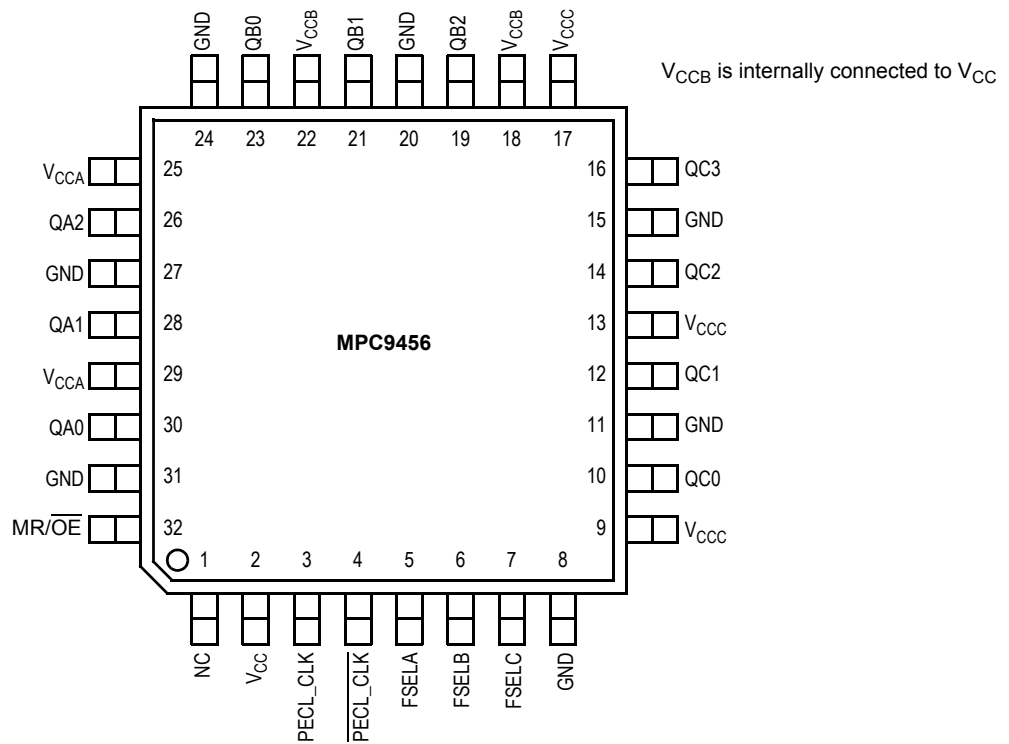 GND
QB0
VCCB
QB1
GND
QB2
VCCB
VCCC
VCCB is internally connected to VCC
24 23 22 21 20 19 18 17
VCCA 25
QA2 26
GND 27
QA1 28
VCCA 29
QA0 30
GND 31
MR/OE 32
MPC9456
16 QC3
15 GND
14 QC2
13 VCCC
12 QC1
11 GND
10 QC0
9 VCCC
1 2 3 4 5 6 7 8
NC
VCC
PECL_CLK
PECL_CLK
FSELA
FSELB
FSELC
GND